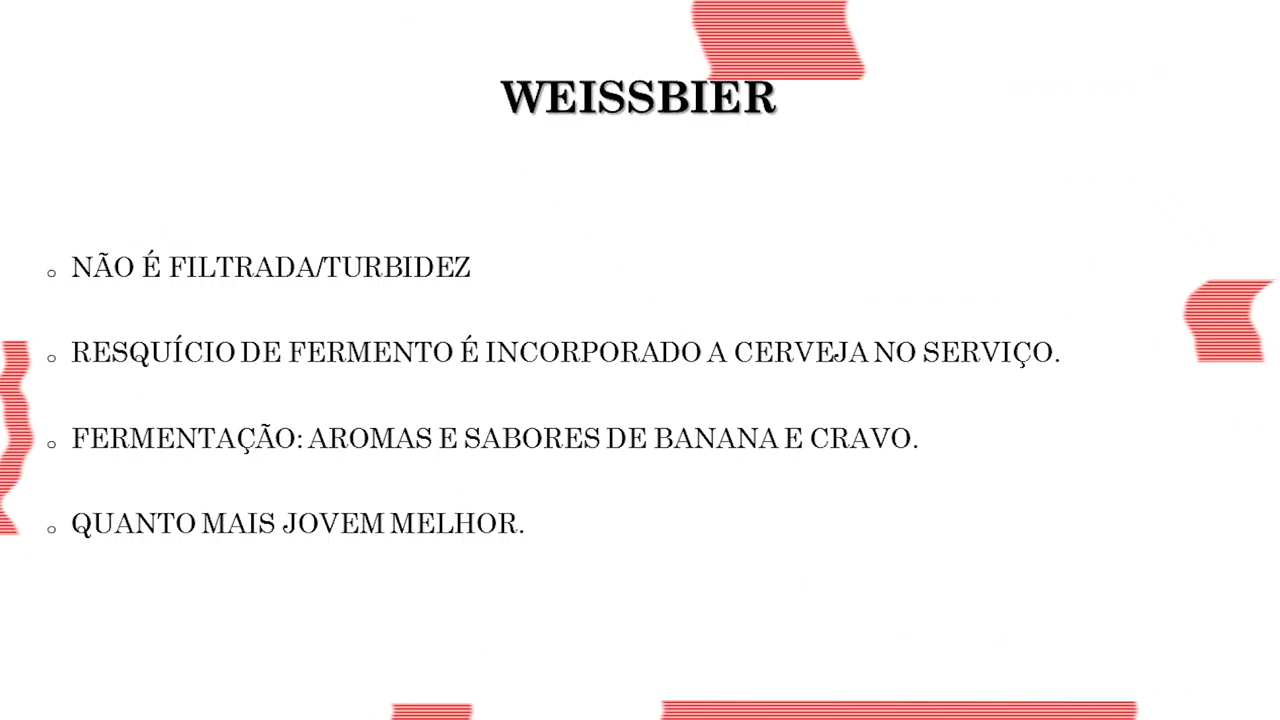 WEISSBIER
NÃO É FILTRADA/TURBIDEZ
RESQUÍCIO DE FERMENTO É INCORPORADO A CERVEJA NO SERVIÇO.
FERMENTAÇÃO: AROMAS E SABORES DE BANANA E CRAVO.
QUANTO MAIS JOVEM MELHOR.